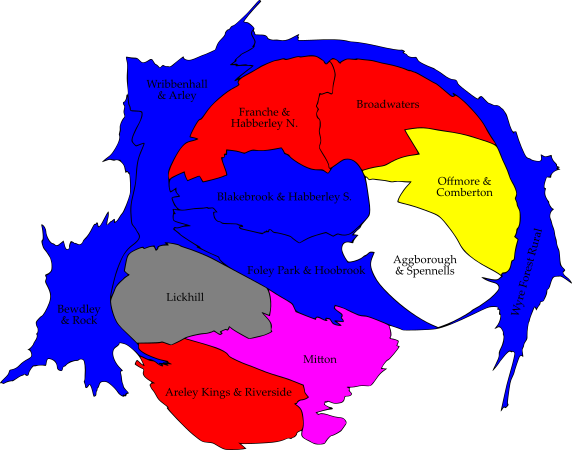 Wribbenhall
& Arley
Franche &
Habberley N.
Broadwaters
Offmore &
Comberton
Blakebrook & Habberley S.
Aggborough
& Spennells
Foley Park & Hoobrook
Wyre Forest Rural
Lickhill
Bewdley
& Rock
Mitton
Areley Kings & Riverside